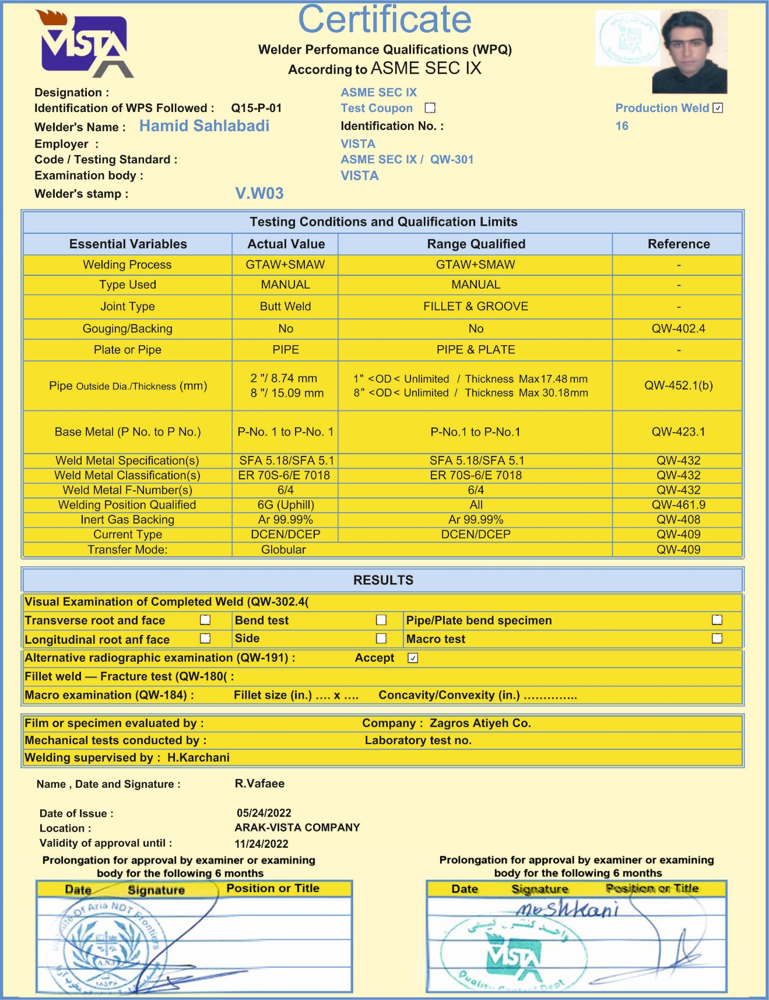 VISTA
Certificate
Welder Perfomance Qualifications (WPQ)
According to ASME SEC IX
واحد کنترل کیفی
VISTA
Quality Control Dept
Designation : ASME SEC IX
Identification of WPS Followed : Q15-P-01 Test Coupon Production Weld ✓
Welder's Name : Hamid Sahlabadi Identification No. : 16
Employer : VISTA
Code / Testing Standard : ASME SEC IX / QW-301
Examination body : VISTA
Welder's stamp : V.W03
Testing Conditions and Qualification Limits
Essential Variables Actual Value Range Qualified Reference
Welding Process GTAW+SMAW GTAW+SMAW -
Type Used MANUAL MANUAL -
Joint Type Butt Weld FILLET & GROOVE -
Gouging/Backing No No QW-402.4
Plate or Pipe PIPE PIPE & PLATE -
Pipe Outside Dia./Thickness (mm) 2 "/ 8.74 mm 1" <OD< Unlimited / Thickness Max17.48 mm QW-452.1(b)
8 "/ 15.09 mm 8" <OD< Unlimited / Thickness Max 30.18mm
Base Metal (P No. to P No.) P-No. 1 to P-No. 1 P-No.1 to P-No.1 QW-423.1
Weld Metal Specification(s) SFA 5.18/SFA 5.1 SFA 5.18/SFA 5.1 QW-432
Weld Metal Classification(s) ER 70S-6/E 7018 ER 70S-6/E 7018 QW-432
Weld Metal F-Number(s) 6/4 6/4 QW-432
Welding Position Qualified 6G (Uphill) All QW-461.9
Inert Gas Backing Ar 99.99% Ar 99.99% QW-408
Current Type DCEN/DCEP DCEN/DCEP QW-409
Transfer Mode: Globular QW-409
RESULTS
Visual Examination of Completed Weld (QW-302.4(
Transverse root and face Bend test Pipe/Plate bend specimen
Longitudinal root anf face Side Macro test
Alternative radiographic examination (QW-191) : Accept ✓
Fillet weld — Fracture test (QW-180( :
Macro examination (QW-184) : Fillet size (in.) .... x .... Concavity/Convexity (in.) ..............
Film or specimen evaluated by : Company : Zagros Atiyeh Co.
Mechanical tests conducted by : Laboratory test no.
Welding supervised by : H.Karchani
Name , Date and Signature : R.Vafaee
Date of Issue : 05/24/2022
Location : ARAK-VISTA COMPANY
Validity of approval until : 11/24/2022
Prolongation for approval by examiner or examining
body for the following 6 months
Date Signature Position or Title
Of Aria NDT Frontiers
A.N.F
Prolongation for approval by examiner or examining
body for the following 6 months
Date Signature Position or Title
moshkani
واحد کنترل کیفی
VISTA
Quality Control Dept